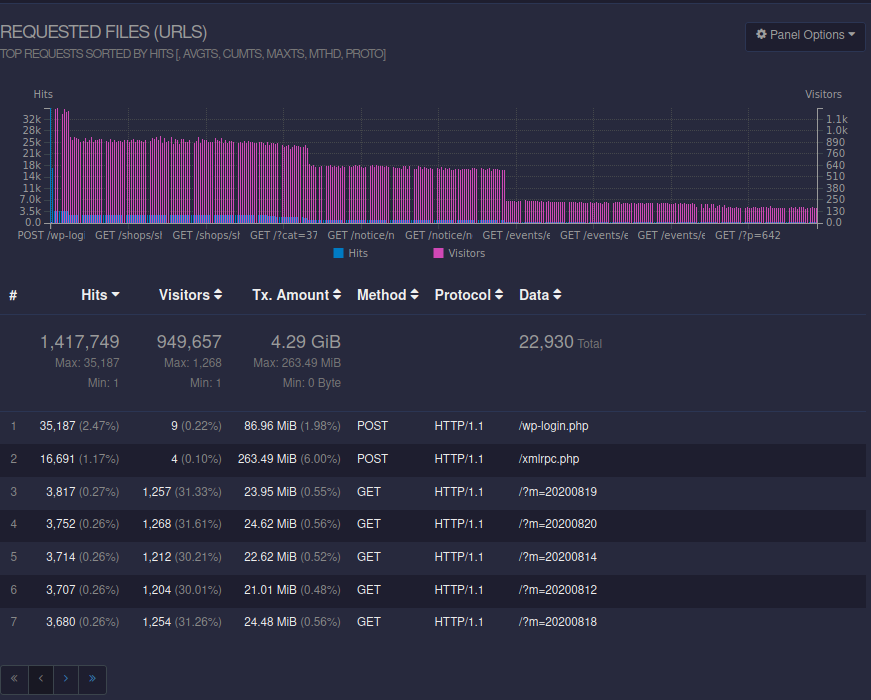 REQUESTED FILES (URLS)
Panel Options
TOP REQUESTS SORTED BY HITS [, AVGTS, CUMTS, MAXTS, MTHD, PROTO]
Hits Visitors
32k 1.1k
28k 1.0k
25k 890
21k 760
18k 640
14k 510
11k 380
7.0k 250
3.5k 130
0.0 0.0
POST /wp-log GET /shops/sl GET /shops/sh GET /?cat=37 GET /notice/n GET /notice/n GET /events/e GET /events/e GET /events/e GET /?p=642
Hits Visitors
# Hits Visitors Tx. Amount Method Protocol Data
1,417,749 949,657 4.29 GiB 22,930 Total
Max: 35,187 Max: 1,268 Max: 263.49 MiB
Min: 1 Min: 1 Min: 0 Byte
1 35,187 (2.47%) 9 (0.22%) 86.96 MiB (1.98%) POST HTTP/1.1 /wp-login.php
2 16,691 (1.17%) 4 (0.10%) 263.49 MiB (6.00%) POST HTTP/1.1 /xmlrpc.php
3 3,817 (0.27%) 1,257 (31.33%) 23.95 MiB (0.55%) GET HTTP/1.1 /?m=20200819
4 3,752 (0.26%) 1,268 (31.61%) 24.62 MiB (0.56%) GET HTTP/1.1 /?m=20200820
5 3,714 (0.26%) 1,212 (30.21%) 22.62 MiB (0.52%) GET HTTP/1.1 /?m=20200814
6 3,707 (0.26%) 1,204 (30.01%) 21.01 MiB (0.48%) GET HTTP/1.1 /?m=20200812
7 3,680 (0.26%) 1,254 (31.26%) 24.48 MiB (0.56%) GET HTTP/1.1 /?m=20200818
« ‹ › »